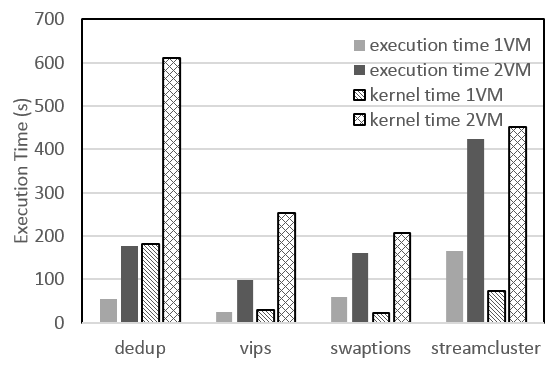 700
600
500
400
300
200
100
0
Execution Time (s)
execution time 1VM
execution time 2VM
kernel time 1VM
kernel time 2VM
dedup vips swaptions streamcluster